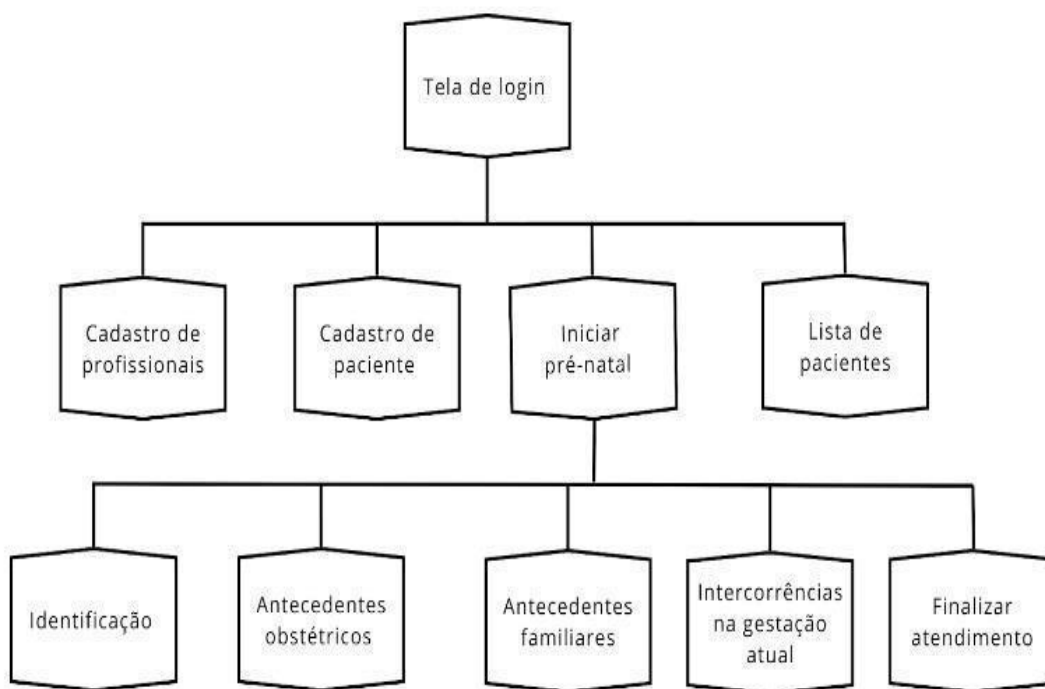 Tela de login
Cadastro de
profissionais
Cadastro de
paciente
Iniciar
pré-natal
Lista de
pacientes
Identificação
Antecedentes
obstétricos
Antecedentes
familiares
Intercorrências
na gestação
atual
Finalizar
atendimento